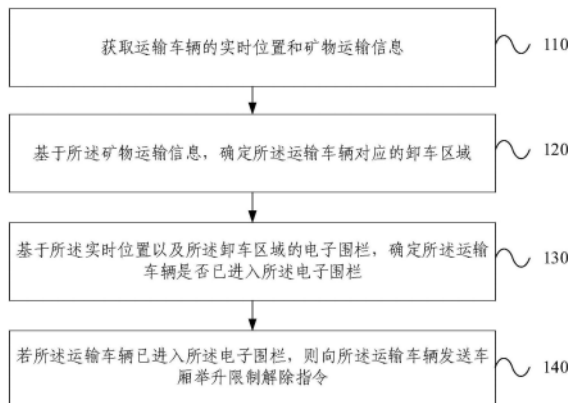 获取运输车辆的实时位置和矿物运输信息
110
基于所述矿物运输信息，确定所述运输车辆对应的卸车区域
120
基于所述实时位置以及所述卸车区域的电子围栏，确定所述运输
车辆是否已进入所述电子围栏
130
若所述运输车辆已进入所述电子围栏，则向所述运输车辆发送车
厢举升限制解除指令
140